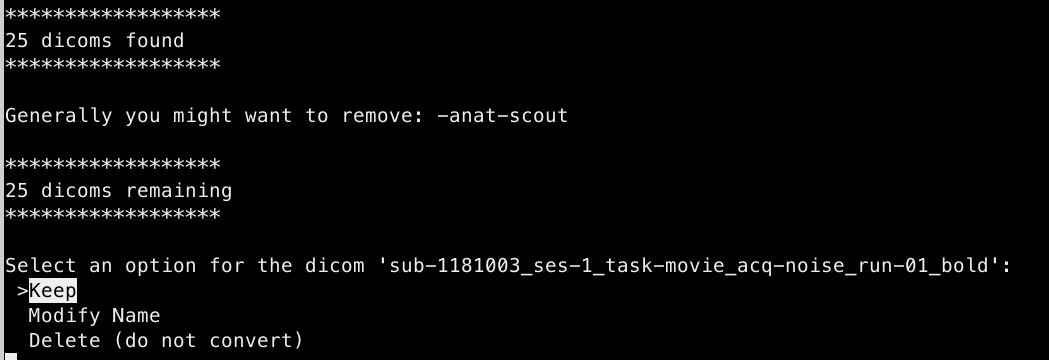 ******************
25 dicoms found
******************
Generally you might want to remove: -anat-scout
******************
25 dicoms remaining
******************
Select an option for the dicom 'sub-1181003_ses-1_task-movie_acq-noise_run-01_bold':
>Keep
Modify Name
Delete (do not convert)